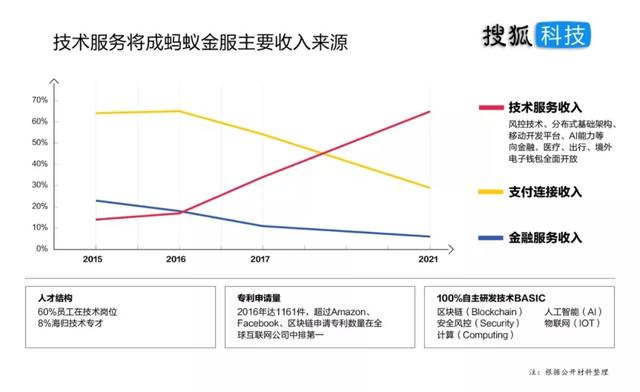 技术服务将成蚂蚁金服主要收入来源
搜狐科技
70%
60%
50%
40%
30%
20%
10%
0%
2015
2016
2017
2021
技术服务收入
风控技术、分布式基础架构、
移动开发平台、AI能力等
向金融、医疗、出行、境外
电子钱包全面开放
支付连接收入
金融服务收入
人才结构
60%员工在技术岗位
8%海归技术专才
专利申请量
2016年达1161件，超过Amazon、
Facebook、区块链申请专利数量在全
球互联网公司中排第一
100%自主研发技术BASIC
区块链（Blockchain） 人工智能（AI）
安全风控（Security） 物联网（IOT）
计算（Computing）
注：根据公开材料整理